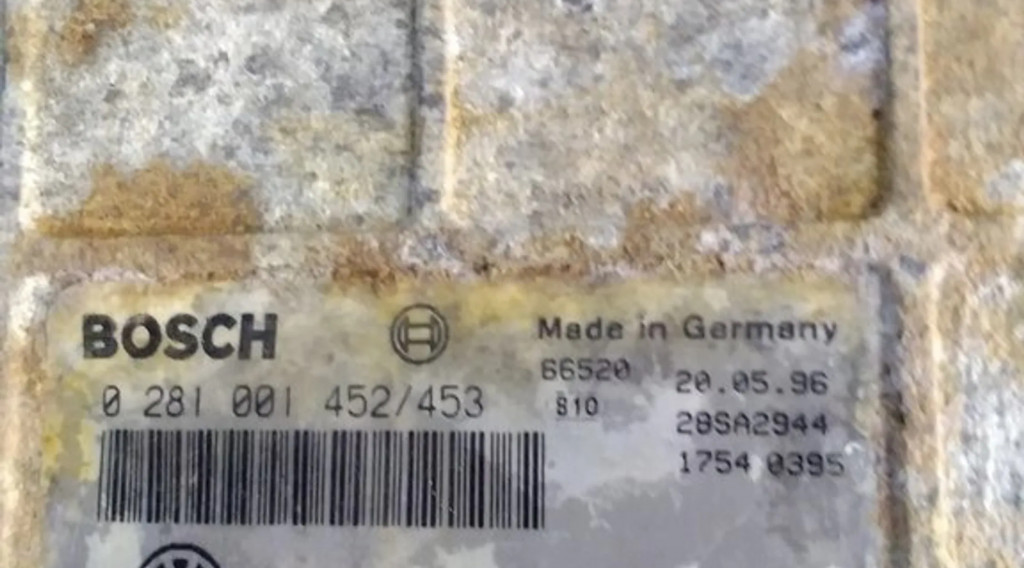 BOSCH
Made in Germany
66520
20.05.96
0 281 001 452/453
810
28SA2944
1754 0395